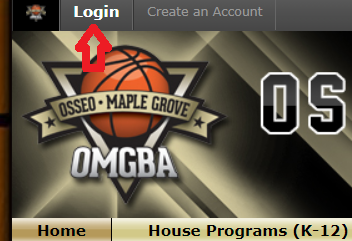 Login Create an Account
OSSEO • MAPLE GROVE
OS
OMGBA
Home House Programs (K-12)